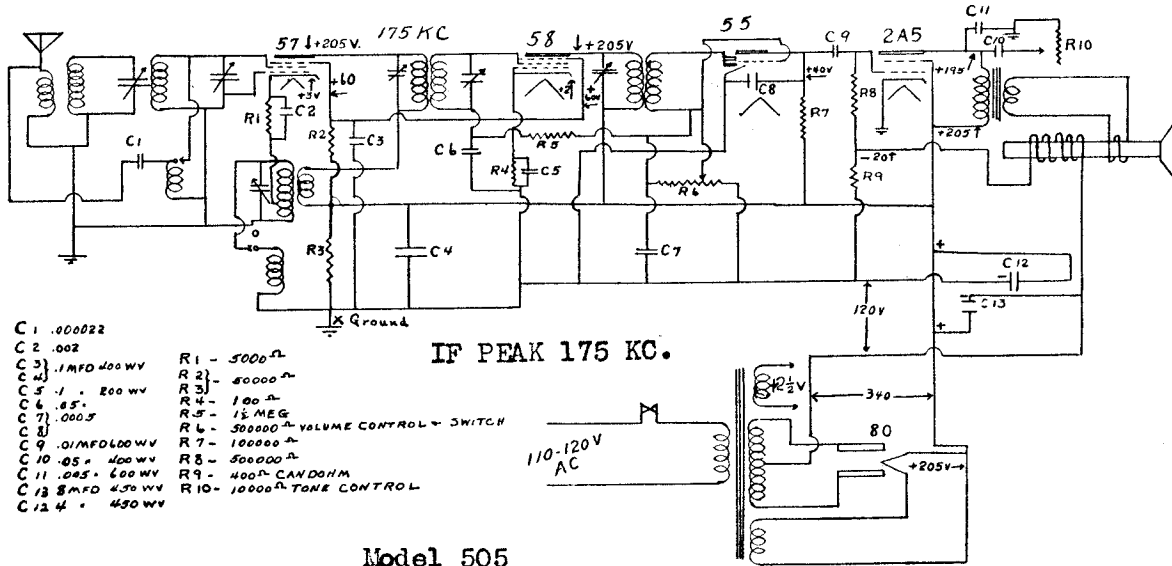 57 +205V.
175 KC
58
+205V
55
C9
2A5
C11
C10
R10
+60
+3V
C2
R1
R2
C3
C6
R5
R4
C5
+60V
C8
+40V
R7
R8
+195
+205
-20
R9
R6
C1
R3
C4
C7
120V
+
C12
C13
+
X Ground
IF PEAK 175 KC.
C1 .000022
C2 .002
C3} .1 MFD 400 WV
C4}
C5 .1 " 200 WV
C6 .05 "
C7} .0005
C8}
C9 .01 MFD 600 WV
C10 .05 " 400 WV
C11 .005 " 600 WV
C13 8 MFD 450 WV
C12 4 " 450 WV
R1 - 5000 Ω
R2} - 50000 Ω
R3}
R4 - 100 Ω
R5 - 1½ MEG
R6 - 500000 Ω VOLUME CONTROL & SWITCH
R7 - 100000 Ω
R8 - 500000 Ω
R9 - 400 Ω CANDOHM
R10 - 10000 Ω TONE CONTROL
110-120V
AC
2½V
340
80
+205V
Model 505